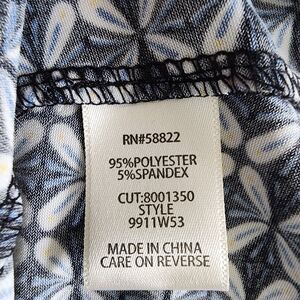 RN#58822
95%POLYESTER
5%SPANDEX
CUT:8001350
STYLE
9911W53
MADE IN CHINA
CARE ON REVERSE